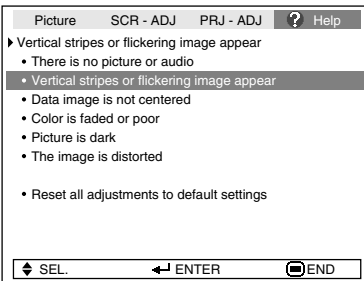 Picture SCR - ADJ PRJ - ADJ ? Help
Vertical stripes or flickering image appear
• There is no picture or audio
• Vertical stripes or flickering image appear
• Data image is not centered
• Color is faded or poor
• Picture is dark
• The image is distorted
• Reset all adjustments to default settings
SEL. ENTER END